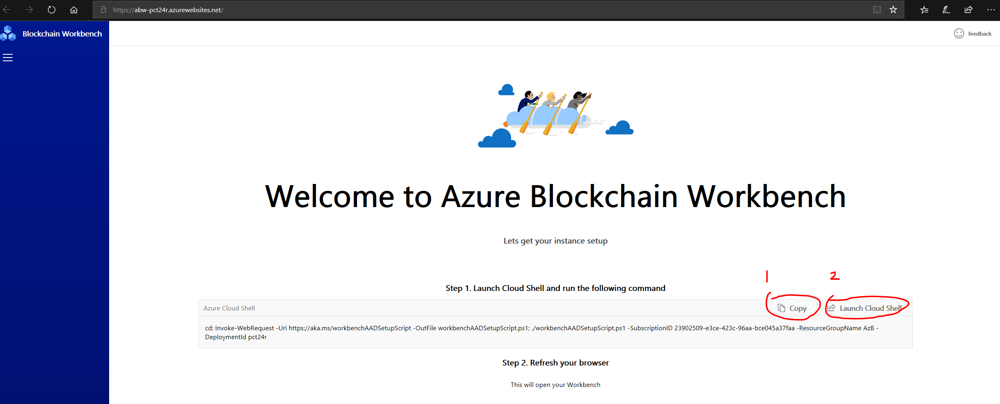 https://abw-pct24r.azurewebsites.net/
Blockchain Workbench
feedback
Welcome to Azure Blockchain Workbench
Lets get your instance setup
1 2
Step 1. Launch Cloud Shell and run the following command
Azure Cloud Shell Copy Launch Cloud Shell
cd; Invoke-WebRequest -Uri https://aka.ms/workbenchAADSetupScript -OutFile workbenchAADSetupScript.ps1; ./workbenchAADSetupScript.ps1 -SubscriptionID 23902509-e3ce-423c-96aa-bce045a37faa -ResourceGroupName AzB -
DeploymentId pct24r
Step 2. Refresh your browser
This will open your Workbench